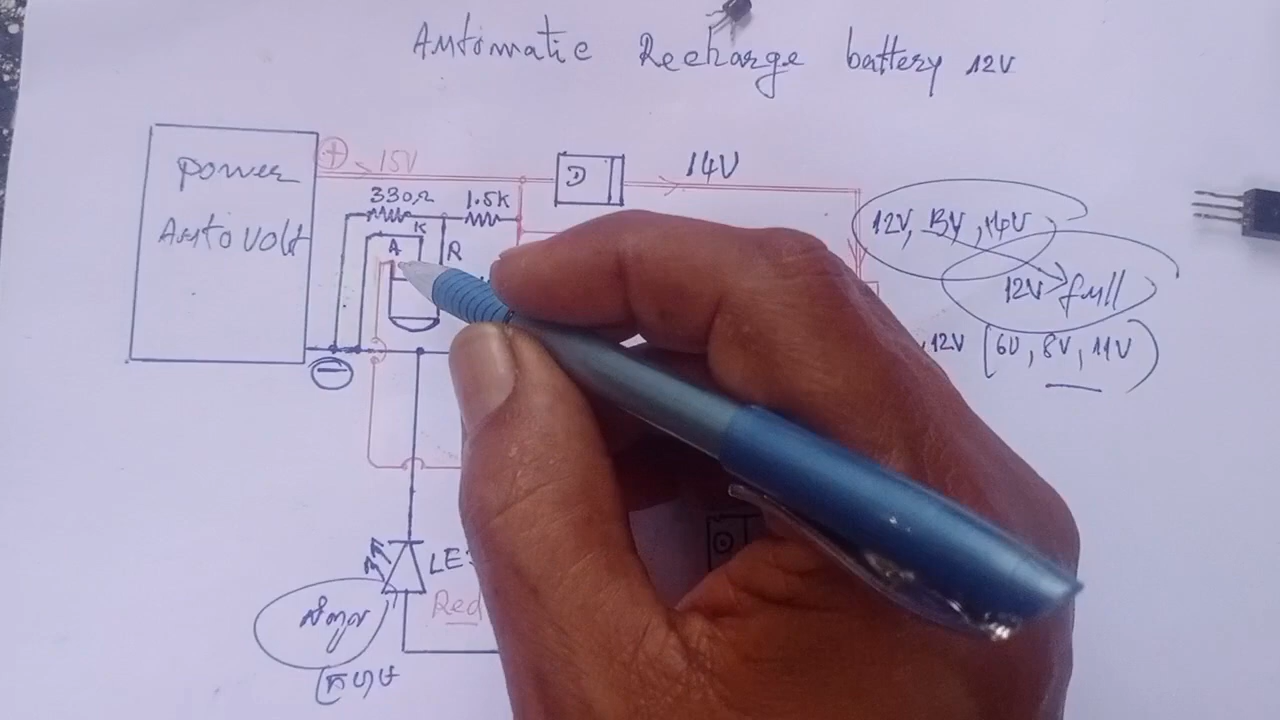 Automatic Recharge battery 12V
Power
Auto volt
+ 15V
330Ω 1.5k
K
A R
D
14V
12V, 13V, 14V
12V → full
, 12V (6V, 8V, 11V)
−
LE
Red